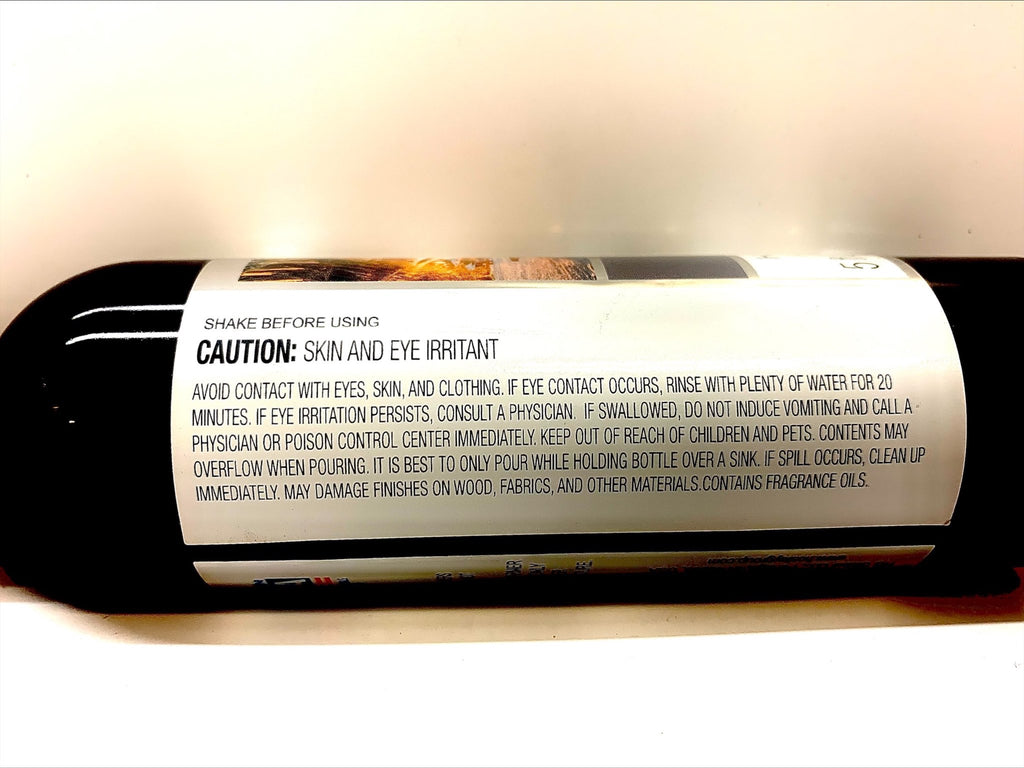 5
SHAKE BEFORE USING
CAUTION: SKIN AND EYE IRRITANT
AVOID CONTACT WITH EYES, SKIN, AND CLOTHING. IF EYE CONTACT OCCURS, RINSE WITH PLENTY OF WATER FOR 20
MINUTES. IF EYE IRRITATION PERSISTS, CONSULT A PHYSICIAN. IF SWALLOWED, DO NOT INDUCE VOMITING AND CALL A
PHYSICIAN OR POISON CONTROL CENTER IMMEDIATELY. KEEP OUT OF REACH OF CHILDREN AND PETS. CONTENTS MAY
OVERFLOW WHEN POURING. IT IS BEST TO ONLY POUR WHILE HOLDING BOTTLE OVER A SINK. IF SPILL OCCURS, CLEAN UP
IMMEDIATELY. MAY DAMAGE FINISHES ON WOOD, FABRICS, AND OTHER MATERIALS. CONTAINS FRAGRANCE OILS.